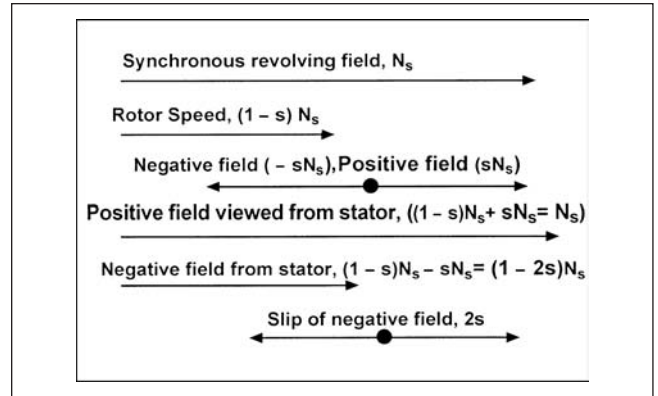 Synchronous revolving field, Nₛ
Rotor Speed, (1 – s) Nₛ
Negative field ( – sNₛ),Positive field (sNₛ)
Positive field viewed from stator, ((1 – s)Nₛ+ sNₛ= Nₛ)
Negative field from stator, (1 – s)Nₛ – sNₛ= (1 – 2s)Nₛ
Slip of negative field, 2s